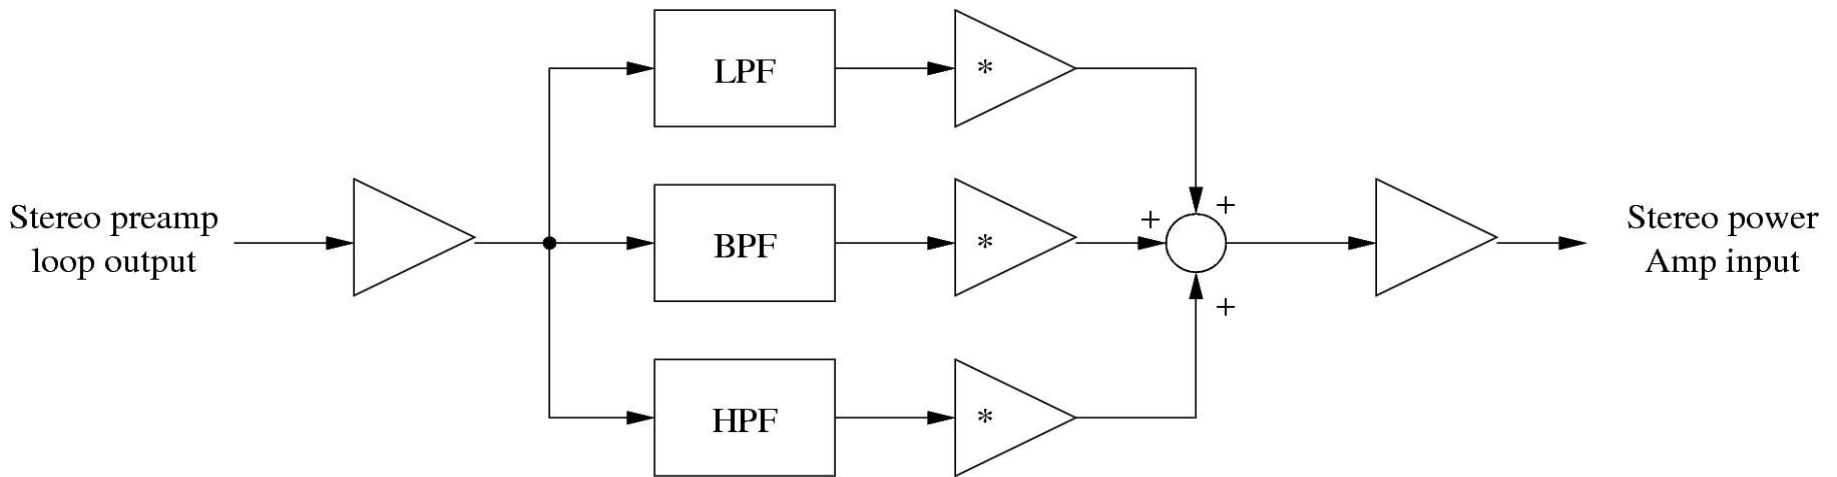 LPF
*
Stereo preamp
loop output
BPF
*
+
+
+
Stereo power
Amp input
HPF
*